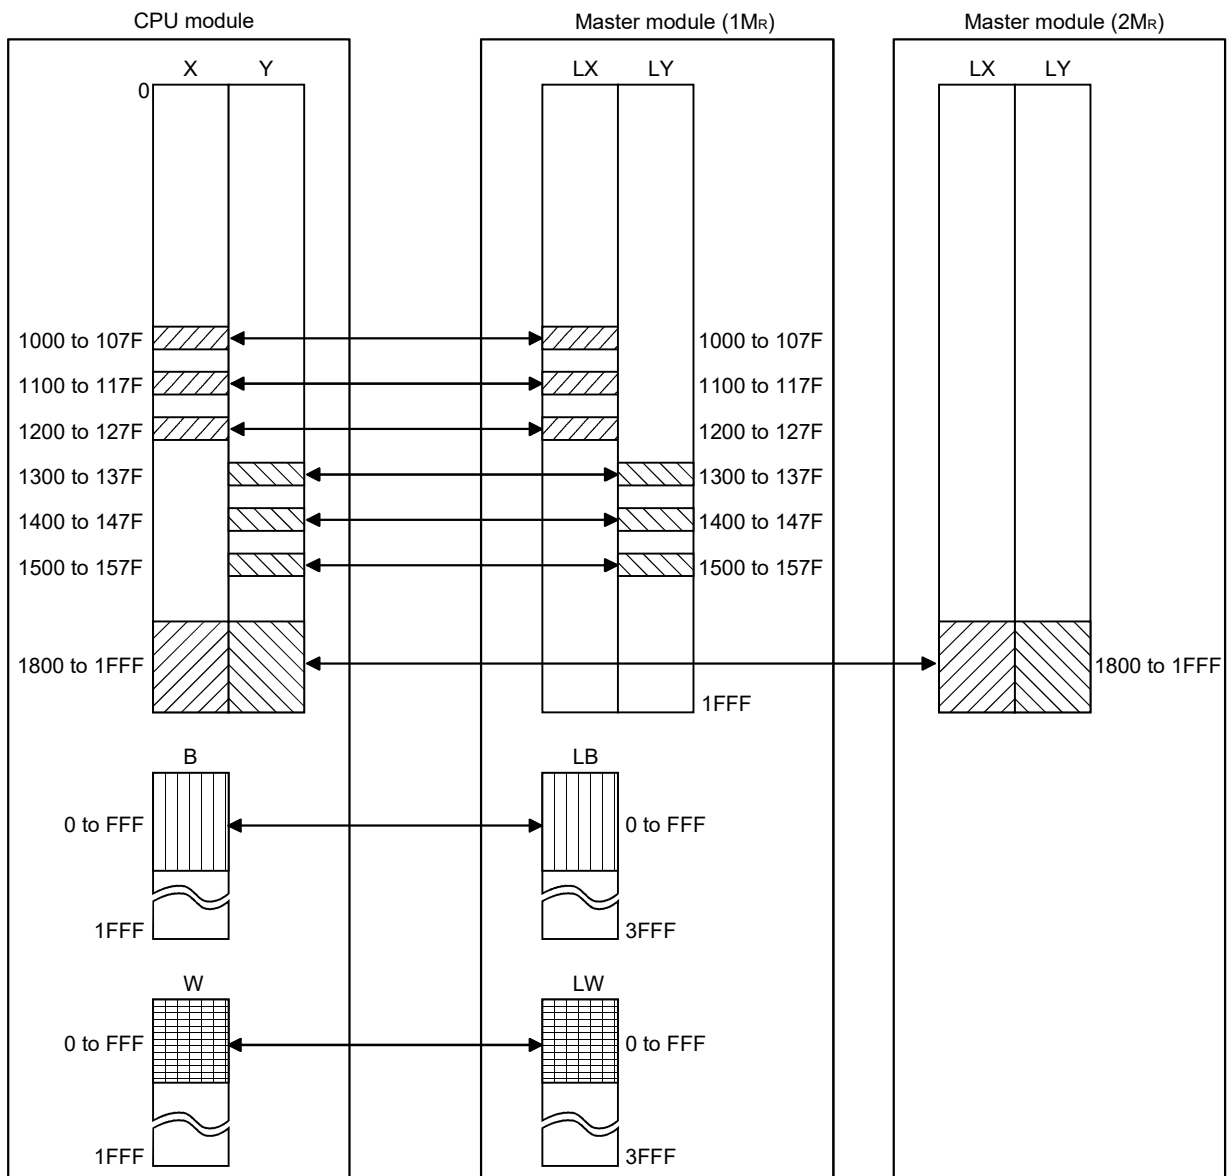 CPU module
Master module (1MR)
Master module (2MR)
X Y
LX LY
LX LY
0
1000 to 107F
1000 to 107F
1100 to 117F
1100 to 117F
1200 to 127F
1200 to 127F
1300 to 137F
1300 to 137F
1400 to 147F
1400 to 147F
1500 to 157F
1500 to 157F
1800 to 1FFF
1800 to 1FFF
1FFF
B
LB
0 to FFF
0 to FFF
1FFF
3FFF
W
LW
0 to FFF
0 to FFF
1FFF
3FFF